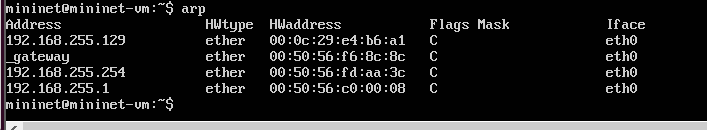 mininet@mininet-vm:~$ arp
Address HWtype HWaddress Flags Mask Iface
192.168.255.129 ether 00:0c:29:e4:b6:a1 C eth0
_gateway ether 00:50:56:f6:8c:8c C eth0
192.168.255.254 ether 00:50:56:fd:aa:3c C eth0
192.168.255.1 ether 00:50:56:c0:00:08 C eth0
mininet@mininet-vm:~$